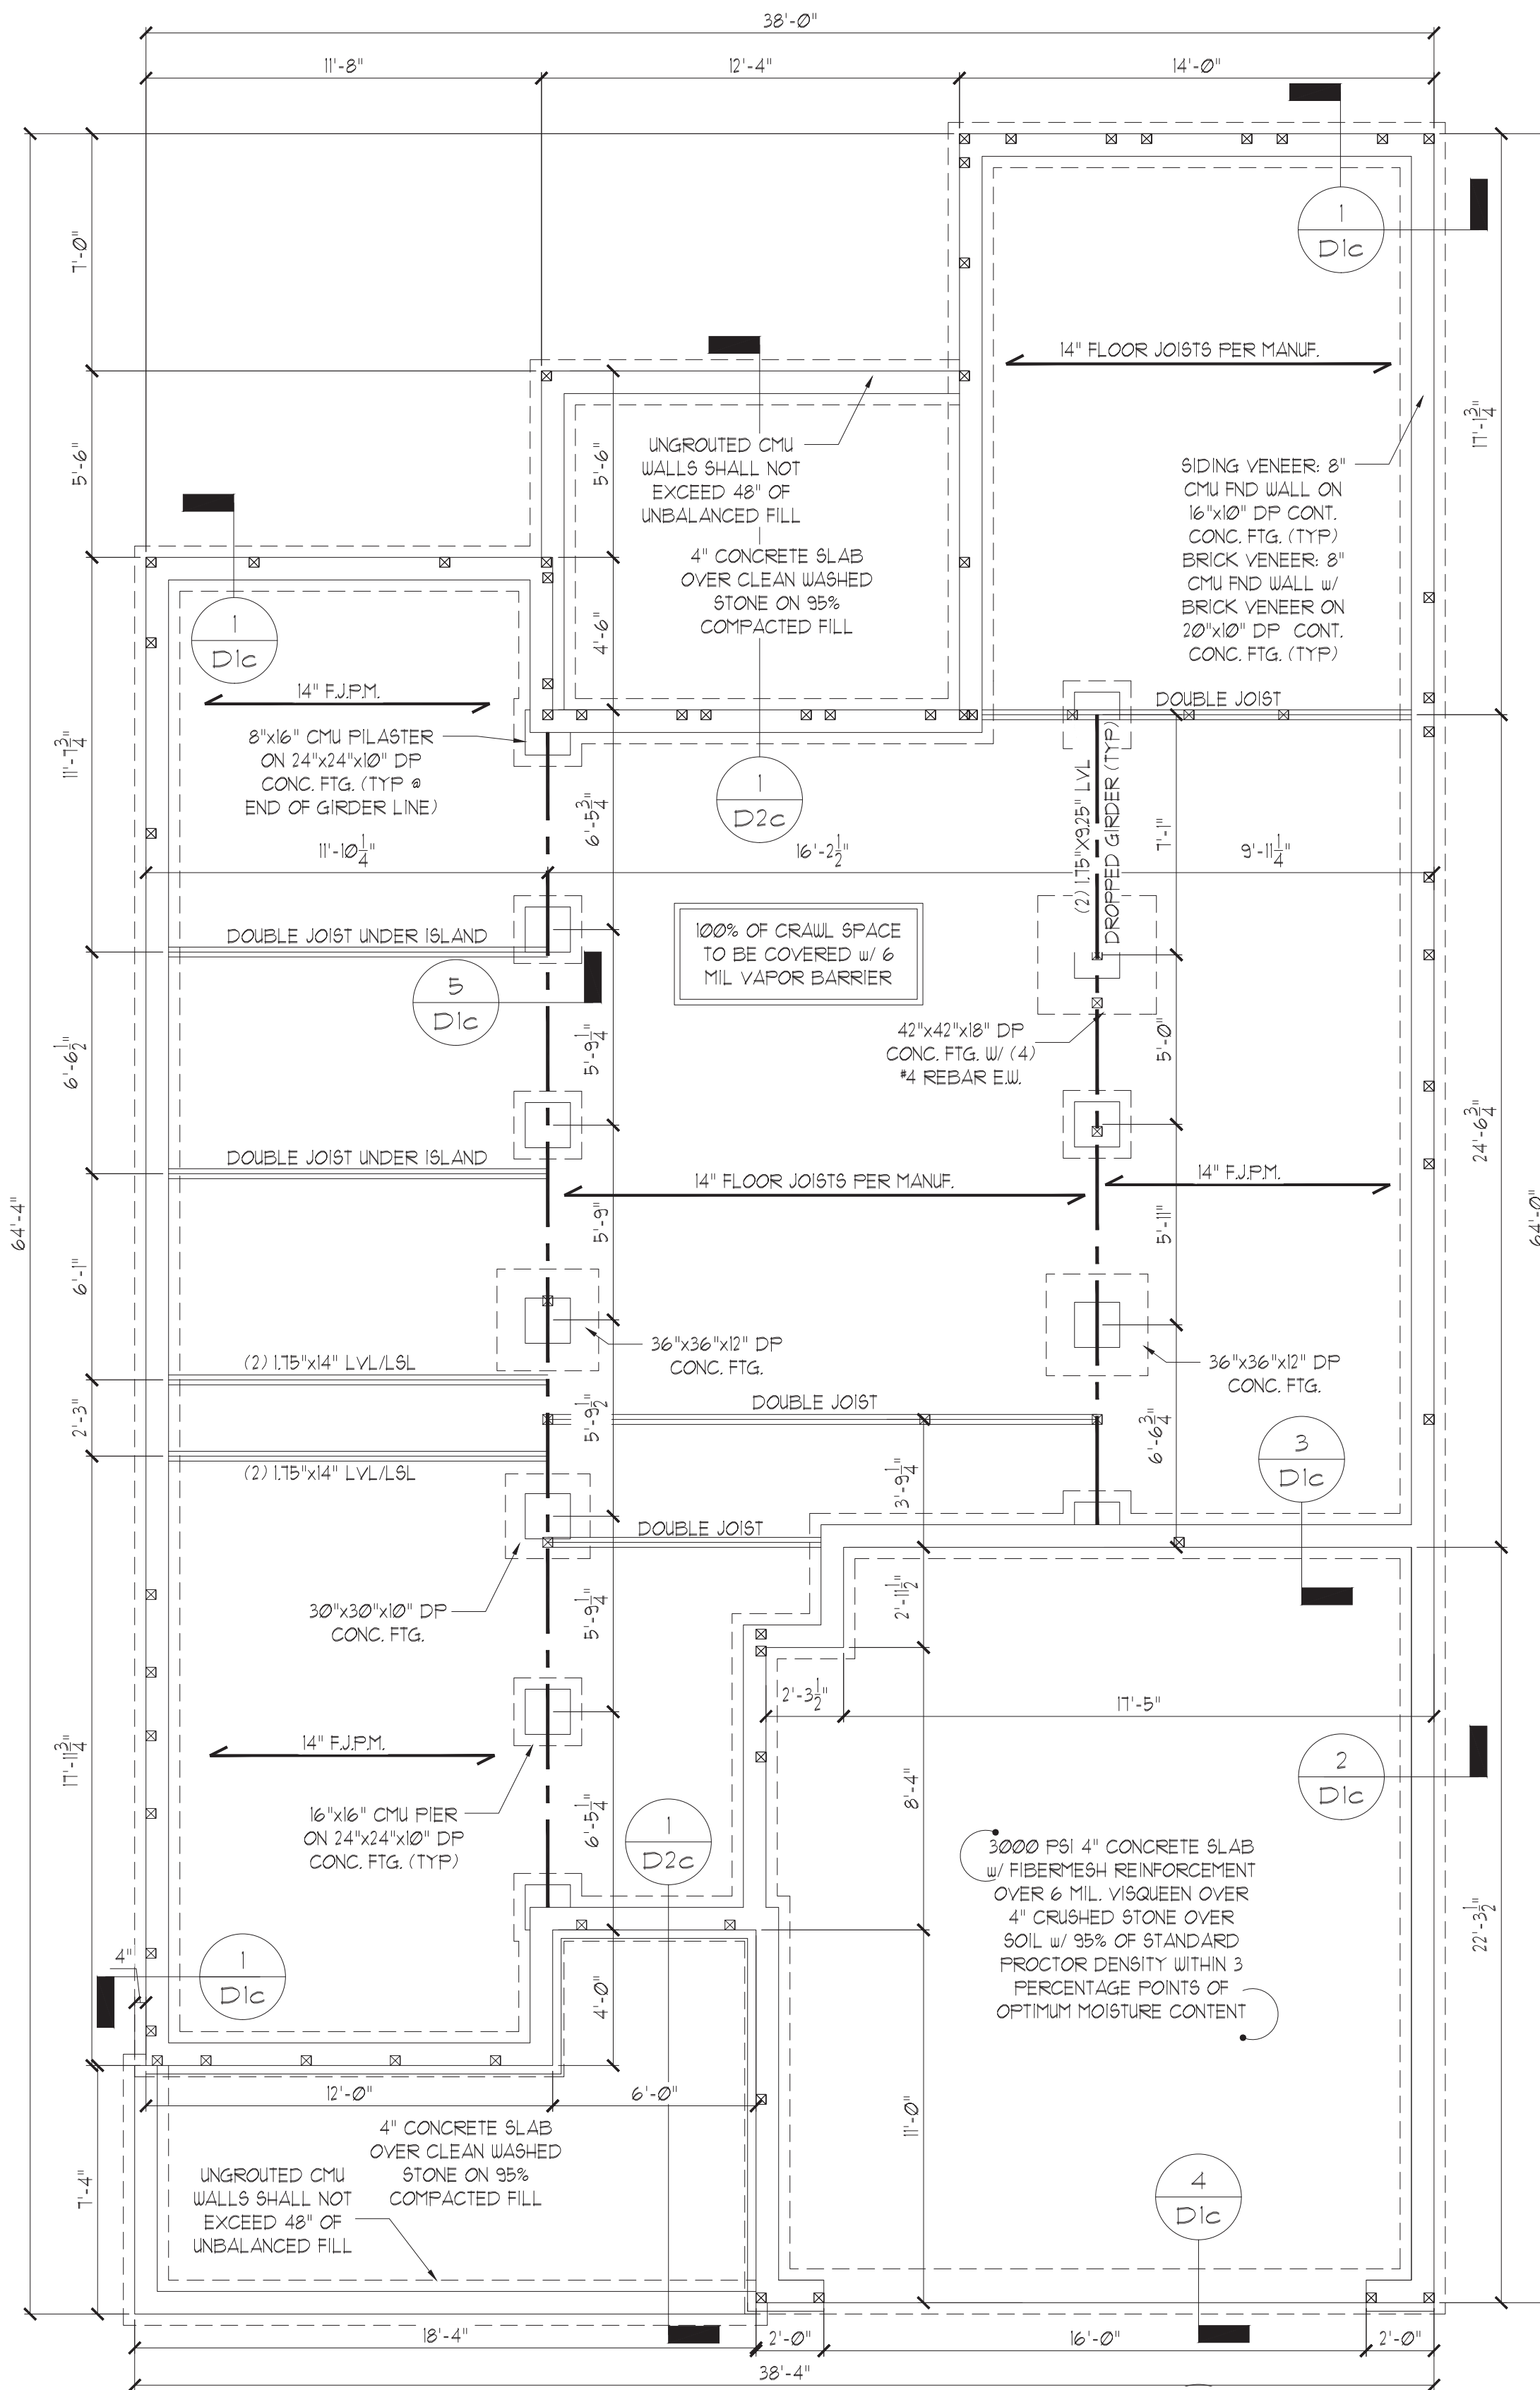 38'-0"
11'-8"
12'-4"
14'-0"
1
D1c
7'-0"
14" FLOOR JOISTS PER MANUF.
17'-1 3/4"
5'-6"
5'-6"
UNGROUTED CMU
WALLS SHALL NOT
EXCEED 48" OF
UNBALANCED FILL
SIDING VENEER: 8"
CMU FND WALL ON
16"x10" DP CONT.
CONC. FTG. (TYP)
BRICK VENEER: 8"
CMU FND WALL w/
BRICK VENEER ON
20"x10" DP CONT.
CONC. FTG. (TYP)
4" CONCRETE SLAB
OVER CLEAN WASHED
STONE ON 95%
COMPACTED FILL
4'-6"
1
D1c
14" F.J.P.M.
DOUBLE JOIST
8"x16" CMU PILASTER
ON 24"x24"x10" DP
CONC. FTG. (TYP @
END OF GIRDER LINE)
11'-7 3/4"
1
D2c
6'-5 3/4"
(2) 1.75"X9.25" LVL
DROPPED GIRDER (TYP)
7'-1"
11'-10 1/4"
16'-2 1/2"
9'-11 1/4"
DOUBLE JOIST UNDER ISLAND
100% OF CRAWL SPACE
TO BE COVERED w/ 6
MIL VAPOR BARRIER
5
D1c
42"x42"x18" DP
CONC. FTG. W/ (4)
#4 REBAR E.W.
6'-6 1/2"
5'-9 1/4"
5'-0"
24'-6 3/4"
DOUBLE JOIST UNDER ISLAND
14" FLOOR JOISTS PER MANUF.
14" F.J.P.M.
64'-4"
64'-0"
5'-9"
5'-11"
6'-1"
36"x36"x12" DP
CONC. FTG.
36"x36"x12" DP
CONC. FTG.
(2) 1.75"x14" LVL/LSL
DOUBLE JOIST
2'-3"
5'-9 1/2"
6'-6 3/4"
3
D1c
(2) 1.75"x14" LVL/LSL
3'-9 1/4"
DOUBLE JOIST
30"x30"x10" DP
CONC. FTG.
5'-9 1/4"
2'-11 1/2"
2'-3 1/2"
17'-5"
14" F.J.P.M.
17'-11 3/4"
2
D1c
8'-4"
16"x16" CMU PIER
ON 24"x24"x10" DP
CONC. FTG. (TYP)
6'-5 1/4"
1
D2c
3000 PSI 4" CONCRETE SLAB
w/ FIBERMESH REINFORCEMENT
OVER 6 MIL. VISQUEEN OVER
4" CRUSHED STONE OVER
SOIL w/ 95% OF STANDARD
PROCTOR DENSITY WITHIN 3
PERCENTAGE POINTS OF
OPTIMUM MOISTURE CONTENT
22'-3 1/2"
4"
1
D1c
4'-0"
12'-0"
6'-0"
11'-0"
4" CONCRETE SLAB
OVER CLEAN WASHED
STONE ON 95%
COMPACTED FILL
UNGROUTED CMU
WALLS SHALL NOT
EXCEED 48" OF
UNBALANCED FILL
7'-4"
4
D1c
18'-4"
2'-0"
16'-0"
2'-0"
38'-4"